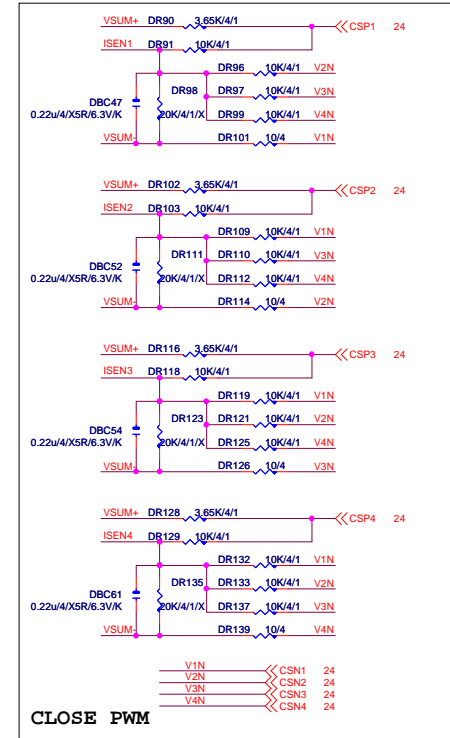 VSUM+ DR90 3.65K/4/1 CSP1 24
ISEN1 DR91 10K/4/1
DR96 10K/4/1 V2N
DR98 DR97 10K/4/1 V3N
DBC47
0.22u/4/X5R/6.3V/K 20K/4/1/X DR99 10K/4/1 V4N
VSUM- DR101 10/4 V1N
VSUM+ DR102 3.65K/4/1 CSP2 24
ISEN2 DR103 10K/4/1
DR109 10K/4/1 V1N
DR111 DR110 10K/4/1 V3N
DBC52
0.22u/4/X5R/6.3V/K 20K/4/1/X DR112 10K/4/1 V4N
VSUM- DR114 10/4 V2N
VSUM+ DR116 3.65K/4/1 CSP3 24
ISEN3 DR118 10K/4/1
DR119 10K/4/1 V1N
DR123 DR121 10K/4/1 V2N
DBC54
0.22u/4/X5R/6.3V/K 20K/4/1/X DR125 10K/4/1 V4N
VSUM- DR126 10/4 V3N
VSUM+ DR128 3.65K/4/1 CSP4 24
ISEN4 DR129 10K/4/1
DR132 10K/4/1 V1N
DR135 DR133 10K/4/1 V2N
DBC61
0.22u/4/X5R/6.3V/K 20K/4/1/X DR137 10K/4/1 V3N
VSUM- DR139 10/4 V4N
V1N CSN1 24
V2N CSN2 24
V3N CSN3 24
V4N CSN4 24
CLOSE PWM